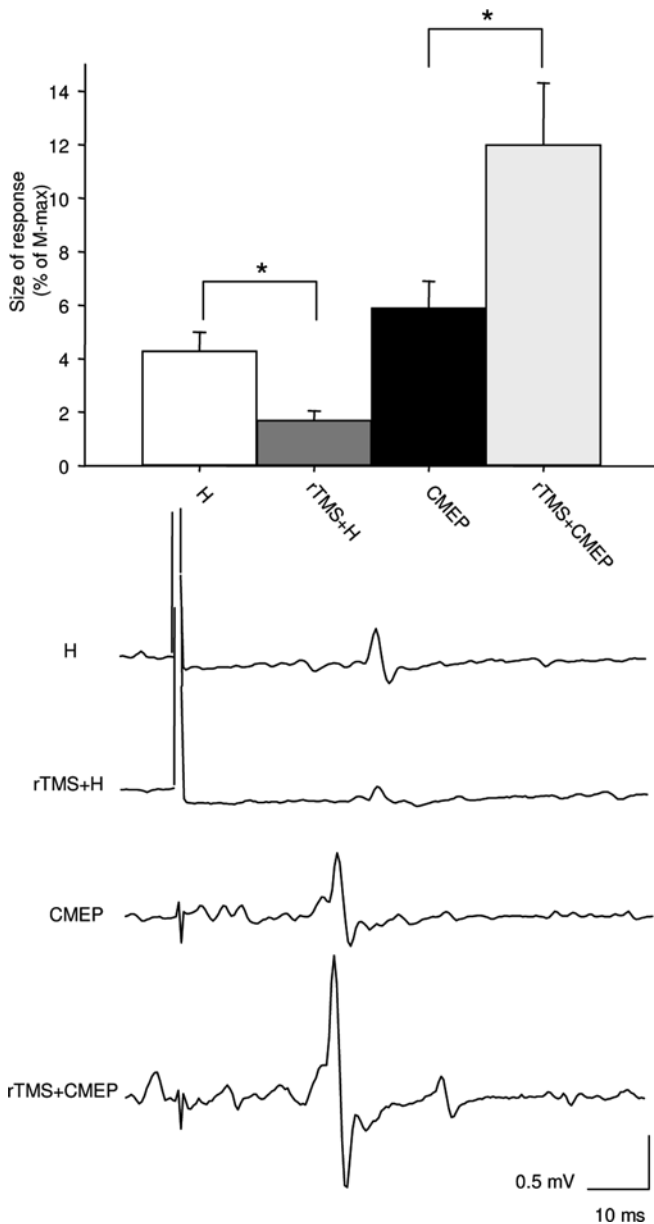 *
*
Size of response
(% of M-max)
14
12
10
8
6
4
2
0
H
rTMS+H
CMEP
rTMS+CMEP
H
rTMS+H
CMEP
rTMS+CMEP
0.5 mV
10 ms